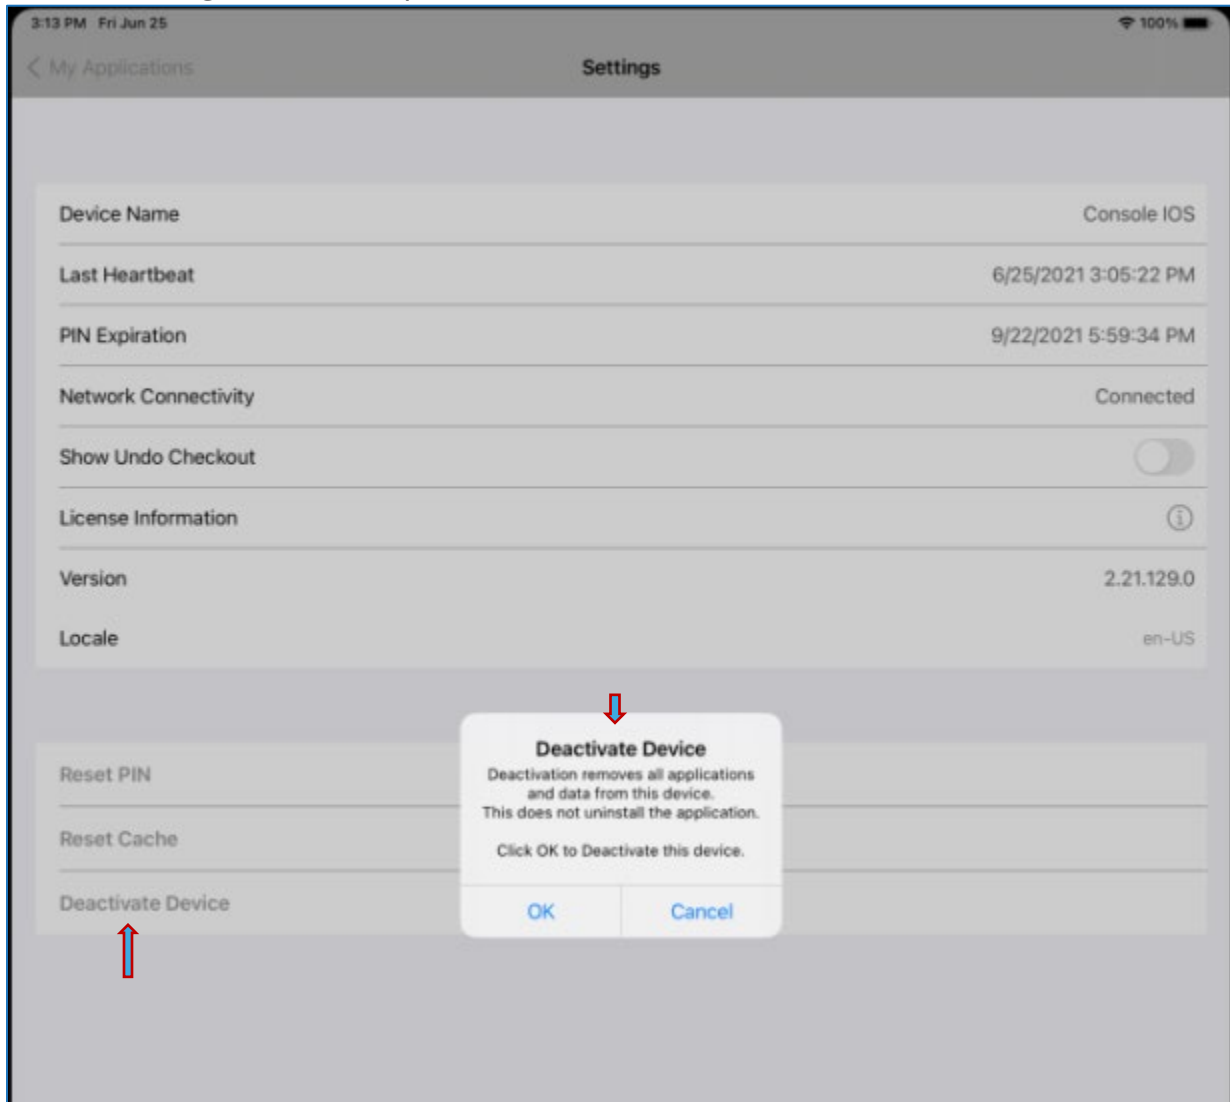 3:13 PM Fri Jun 25 100%
My Applications Settings
Device Name Console IOS
Last Heartbeat 6/25/2021 3:05:22 PM
PIN Expiration 9/22/2021 5:59:34 PM
Network Connectivity Connected
Show Undo Checkout
License Information
Version 2.21.129.0
Locale en-US
Reset PIN
Reset Cache
Deactivate Device
Deactivate Device
Deactivation removes all applications
and data from this device.
This does not uninstall the application.
Click OK to Deactivate this device.
OK Cancel